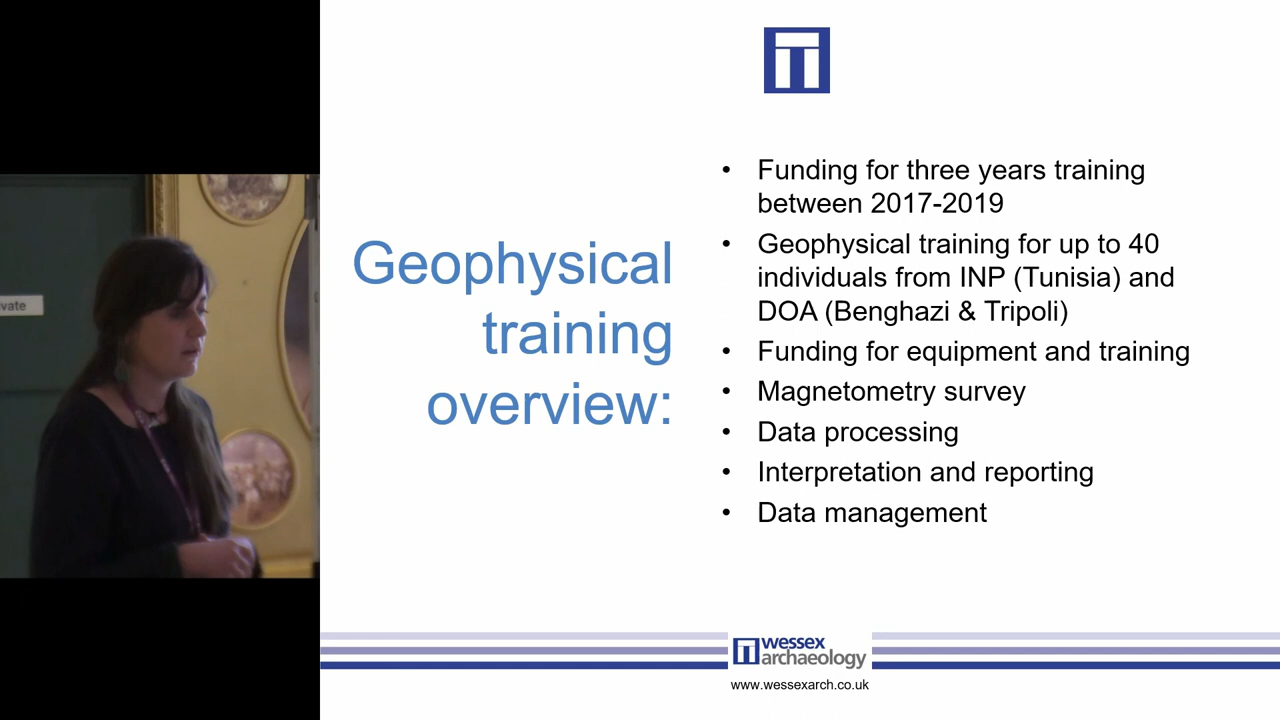 Geophysical
training
overview:
• Funding for three years training
between 2017-2019
• Geophysical training for up to 40
individuals from INP (Tunisia) and
DOA (Benghazi & Tripoli)
• Funding for equipment and training
• Magnetometry survey
• Data processing
• Interpretation and reporting
• Data management
wessex
archaeology
www.wessexarch.co.uk